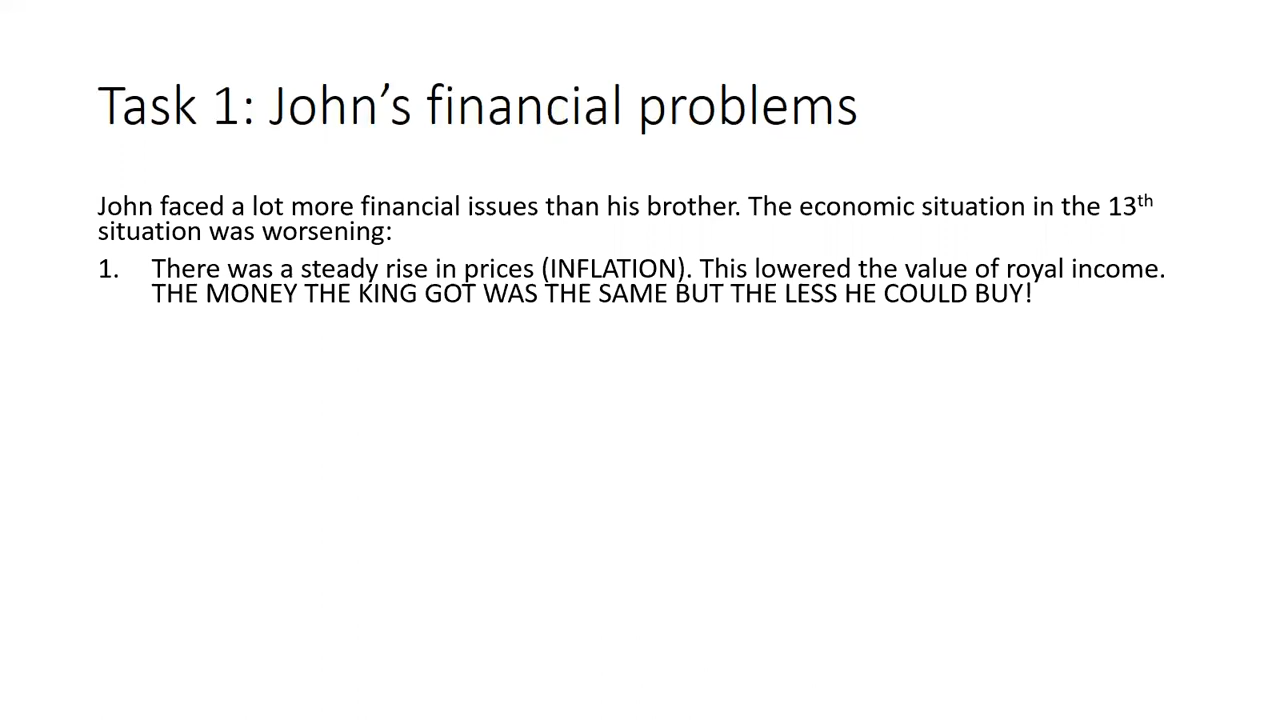 Task 1: John’s financial problems
John faced a lot more financial issues than his brother. The economic situation in the 13th
situation was worsening:
1. There was a steady rise in prices (INFLATION). This lowered the value of royal income.
THE MONEY THE KING GOT WAS THE SAME BUT THE LESS HE COULD BUY!